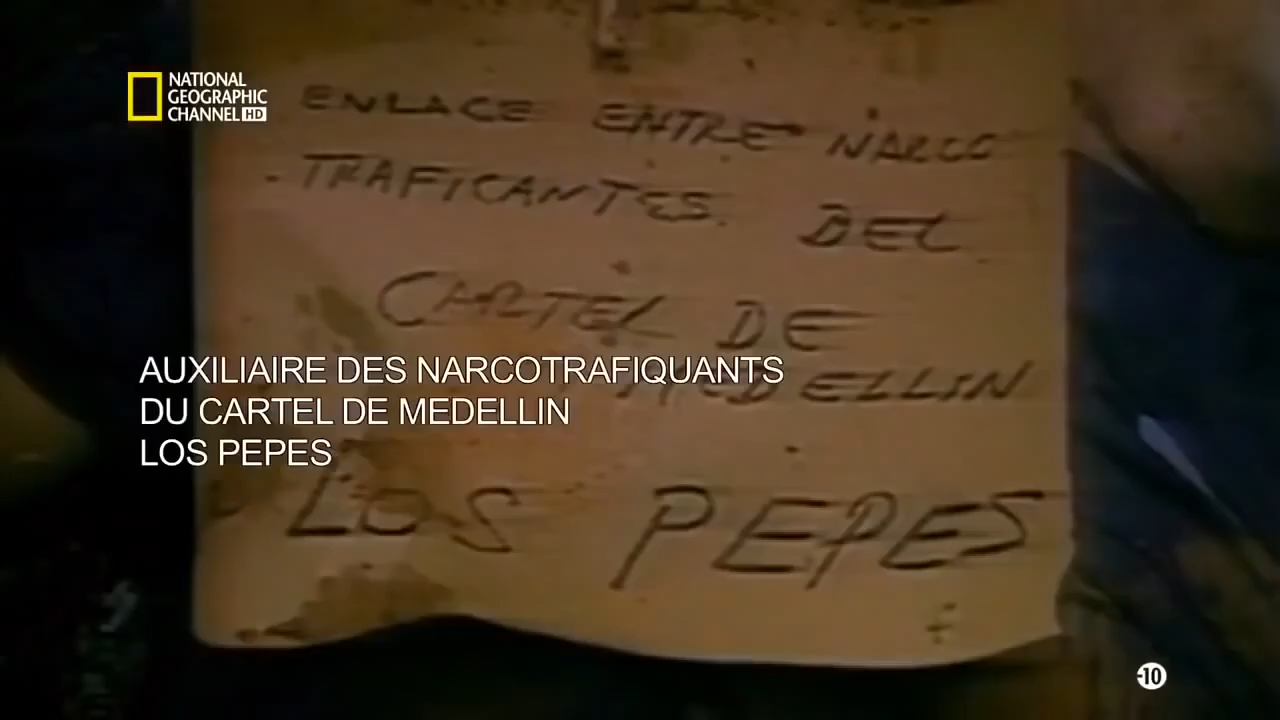 NATIONAL
GEOGRAPHIC
CHANNEL HD
ENLACE ENTRE NARCO
TRAFICANTES DEL
CARTEL DE
MEDELLIN
AUXILIAIRE DES NARCOTRAFIQUANTS
DU CARTEL DE MEDELLIN
LOS PEPES
LOS PEPES
-10